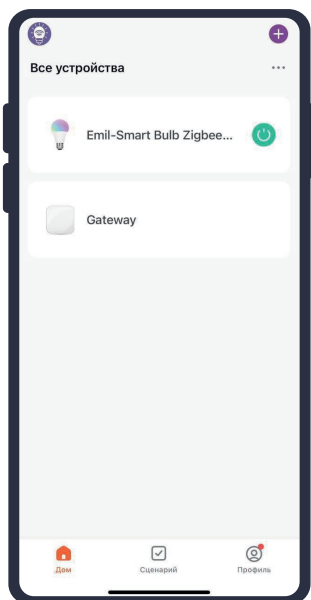 Все устройства
Emil-Smart Bulb Zigbee...
Gateway
Дом
Сценарий
Профиль